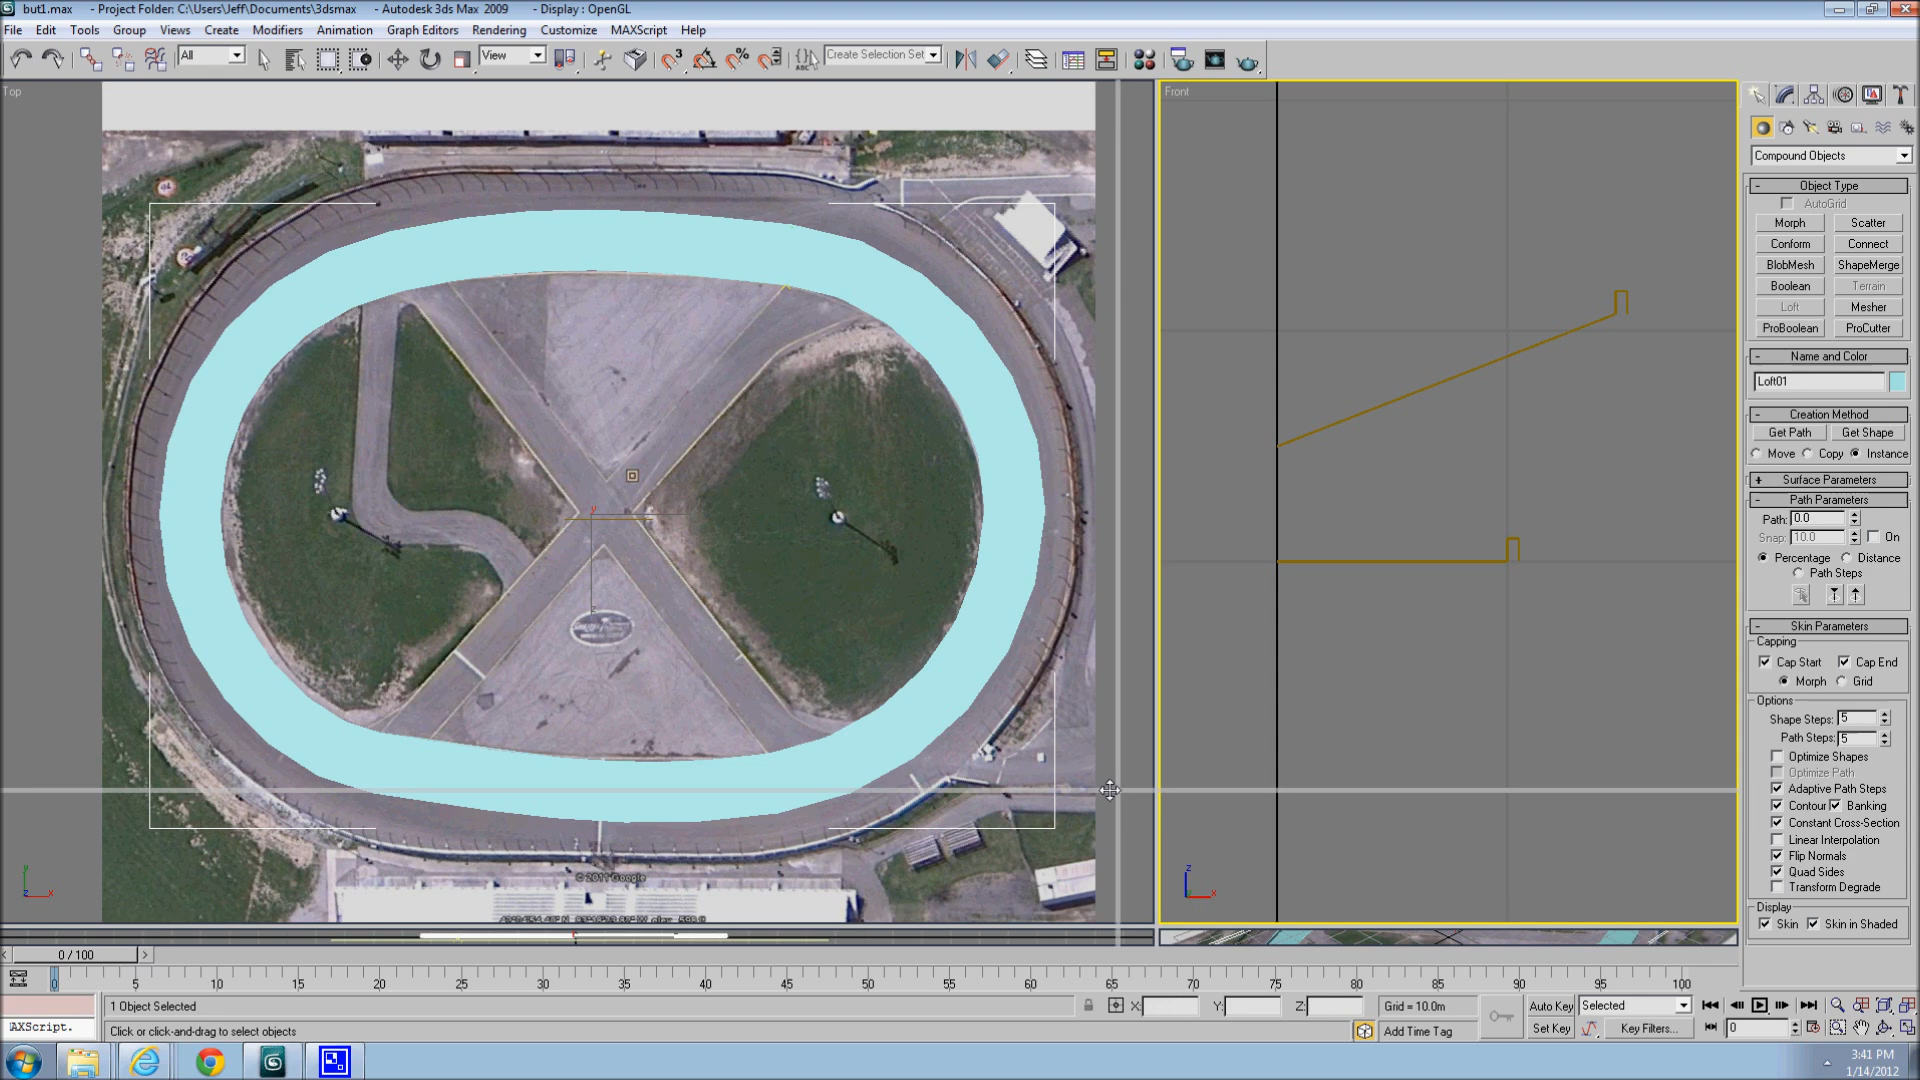 but1.max - Project Folder: C:\Users\Jeff\Documents\3dsmax - Autodesk 3ds Max 2009 - Display : OpenGL
File Edit Tools Group Views Create Modifiers Animation Graph Editors Rendering Customize MAXScript Help
All View 3 Create Selection Set
Top
Front
Compound Objects
- Object Type
AutoGrid
Morph Scatter
Conform Connect
BlobMesh ShapeMerge
Boolean Terrain
Loft Mesher
ProBoolean ProCutter
- Name and Color
Loft01
- Creation Method
Get Path Get Shape
Move Copy Instance
+ Surface Parameters
- Path Parameters
Path: 0.0
Snap: 10.0 On
Percentage Distance
Path Steps
- Skin Parameters
Capping
Cap Start Cap End
Morph Grid
Options
Shape Steps: 5
Path Steps: 5
Optimize Shapes
Optimize Path
Adaptive Path Steps
Contour Banking
Constant Cross-Section
Linear Interpolation
Flip Normals
Quad Sides
Transform Degrade
Display
Skin Skin in Shaded
y
z
y
z x
z
x
© 2011 Google
0 / 100
0 5 10 15 20 25 30 35 40 45 50 55 60 65 70 75 80 85 90 95 100
1 Object Selected X: Y: Z: Grid = 10.0m Auto Key Selected
AXScript. Click or click-and-drag to select objects Add Time Tag Set Key Key Filters... 0
3:41 PM
1/14/2012